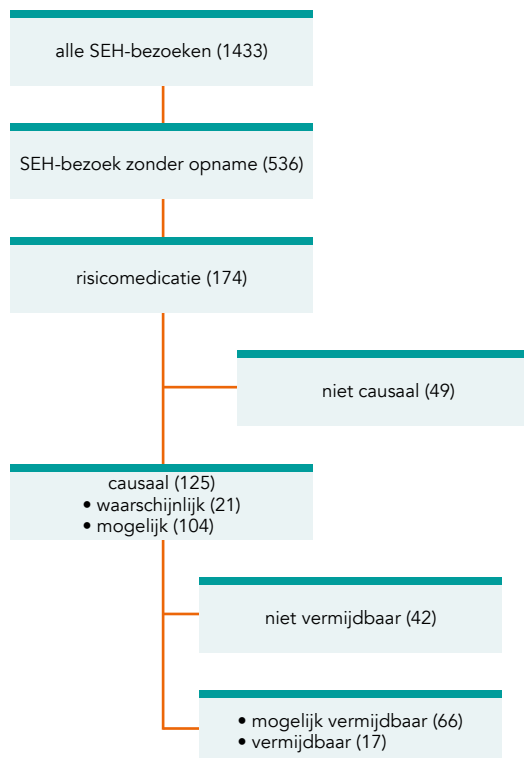 alle SEH-bezoeken (1433)
SEH-bezoek zonder opname (536)
risicomedicatie (174)
niet causaal (49)
causaal (125)
• waarschijnlijk (21)
• mogelijk (104)
niet vermijdbaar (42)
• mogelijk vermijdbaar (66)
• vermijdbaar (17)